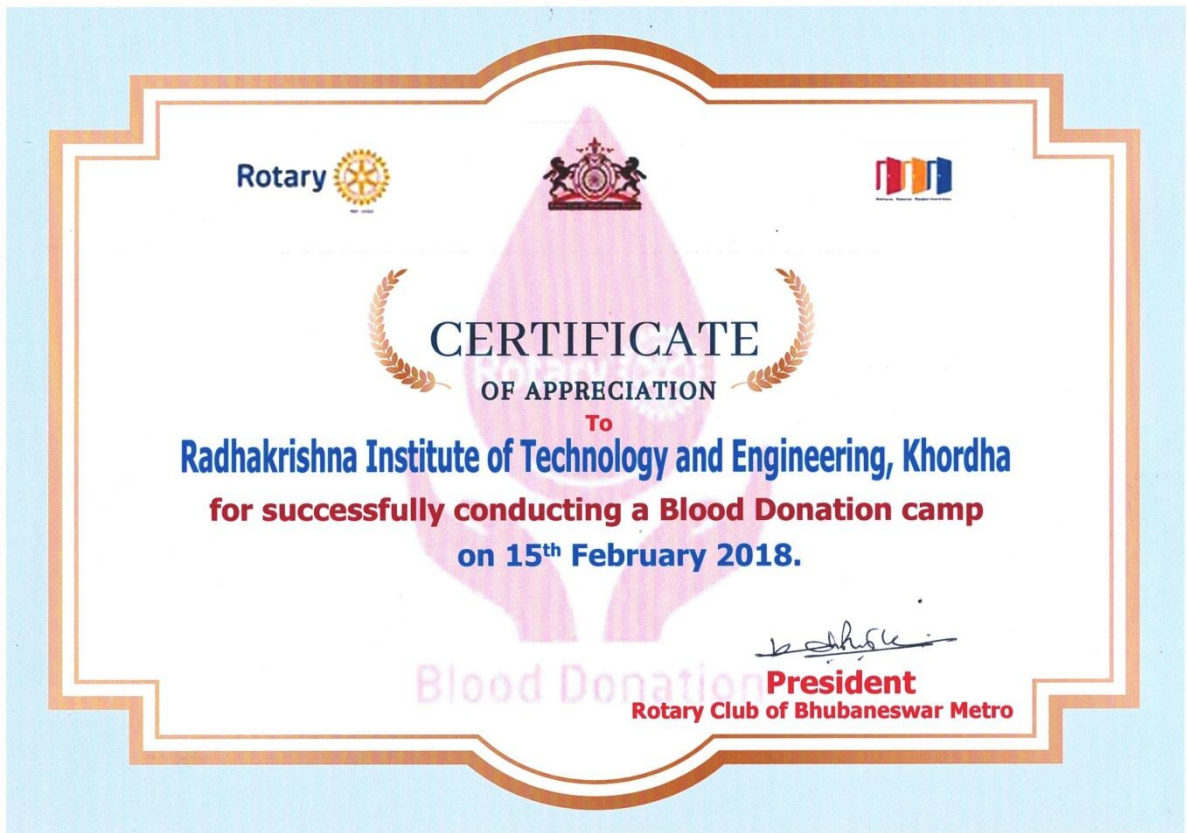 Rotary
CERTIFICATE
Rotary
OF APPRECIATION
To
Radhakrishna Institute of Technology and Engineering, Khordha
for successfully conducting a Blood Donation camp
on 15th February 2018.
Blood Donation
President
Rotary Club of Bhubaneswar Metro